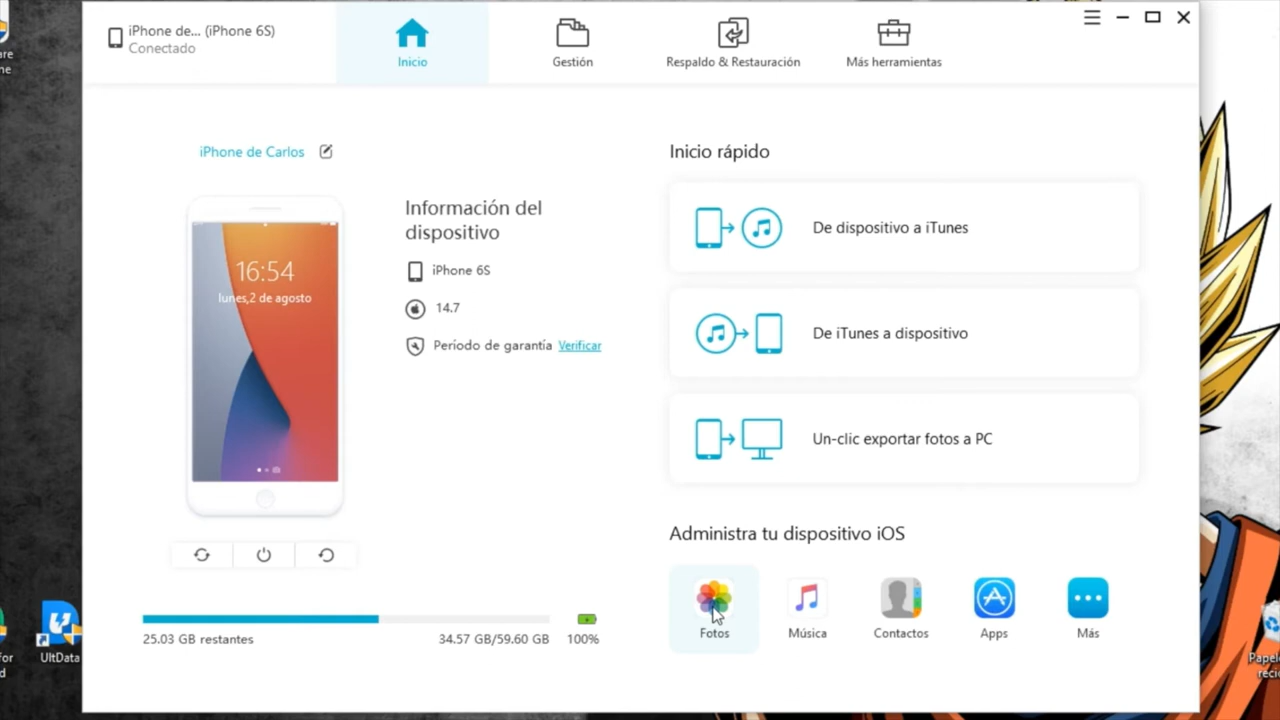 iPhone de... (iPhone 6S)
Conectado
Inicio
Gestión
Respaldo & Restauración
Más herramientas
iPhone de Carlos
16:54
lunes,2 de agosto
Información del
dispositivo
iPhone 6S
14.7
Período de garantía Verificar
25.03 GB restantes
34.57 GB/59.60 GB
100%
Inicio rápido
De dispositivo a iTunes
De iTunes a dispositivo
Un-clic exportar fotos a PC
Administra tu dispositivo iOS
Fotos
Música
Contactos
Apps
Más
UltData